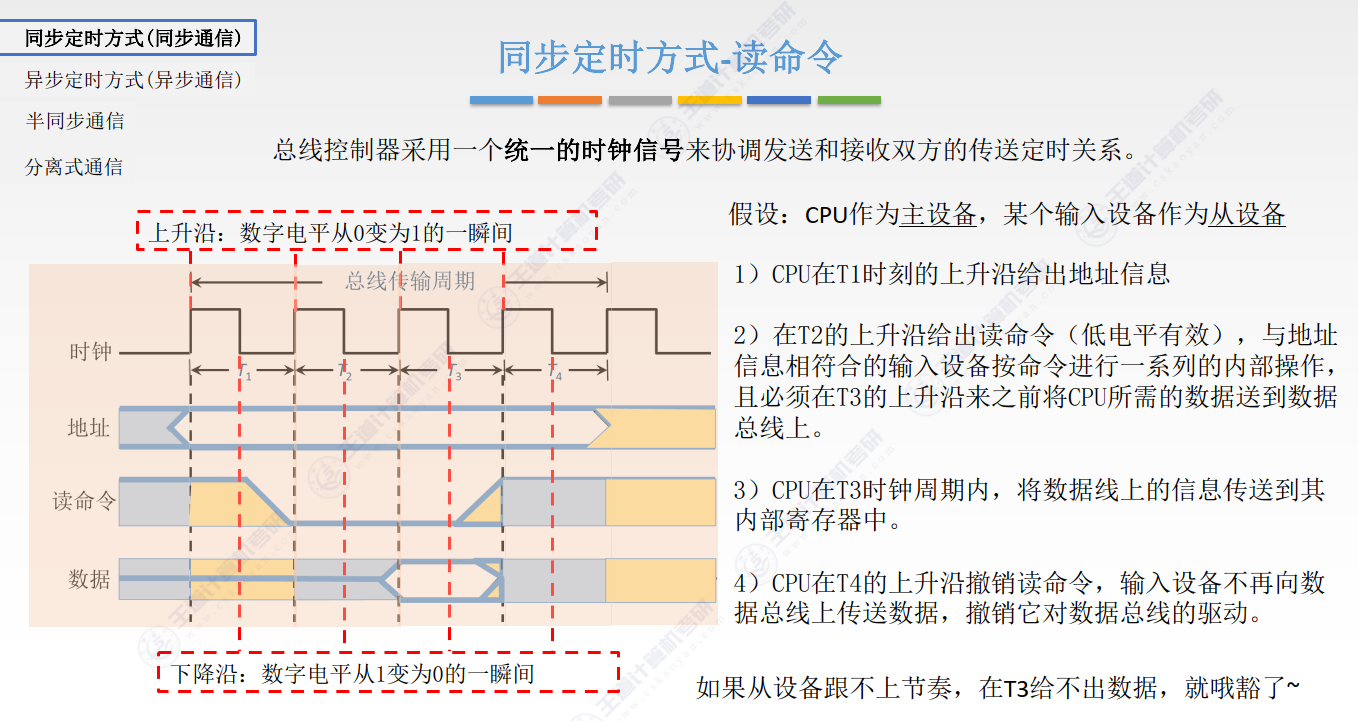 同步定时方式(同步通信)
异步定时方式(异步通信)
半同步通信
分离式通信
同步定时方式-读命令
总线控制器采用一个统一的时钟信号来协调发送和接收双方的传送定时关系。
上升沿：数字电平从0变为1的一瞬间
总线传输周期
时钟
T1
T2
T3
T4
地址
读命令
数据
下降沿：数字电平从1变为0的一瞬间
假设：CPU作为主设备，某个输入设备作为从设备
1）CPU在T1时刻的上升沿给出地址信息
2）在T2的上升沿给出读命令（低电平有效），与地址
信息相符合的输入设备按命令进行一系列的内部操作，
且必须在T3的上升沿来之前将CPU所需的数据送到数据
总线上。
3）CPU在T3时钟周期内，将数据线上的信息传送到其
内部寄存器中。
4）CPU在T4的上升沿撤销读命令，输入设备不再向数
据总线上传送数据，撤销它对数据总线的驱动。
如果从设备跟不上节奏，在T3给不出数据，就哦豁了~
王道计算机考研